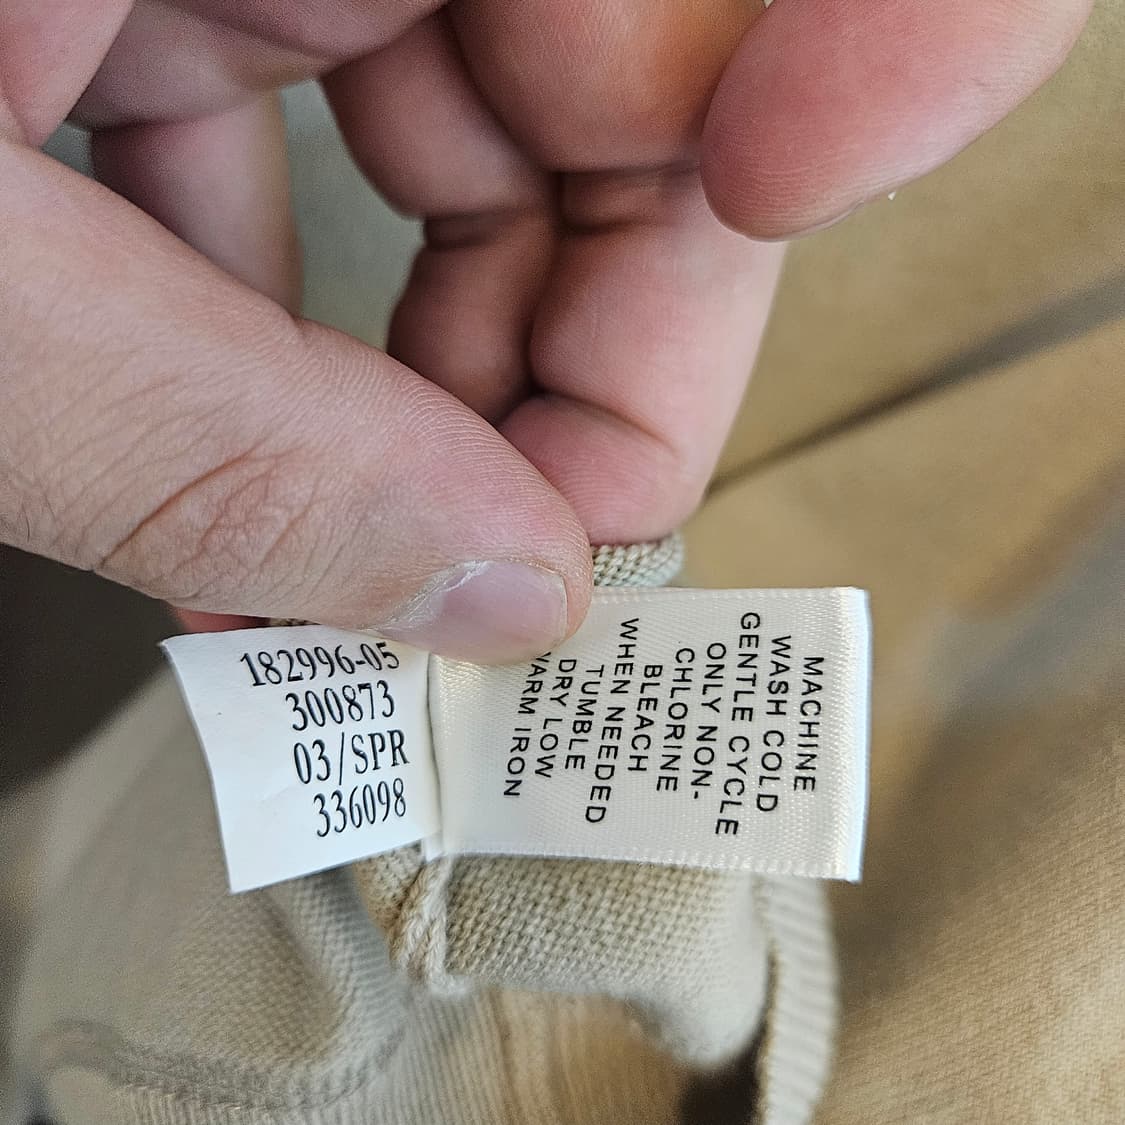 182996-05
300873
03/SPR
336098
MACHINE
WASH COLD
GENTLE CYCLE
ONLY NON-
CHLORINE
BLEACH
WHEN NEEDED
TUMBLE
DRY LOW
WARM IRON